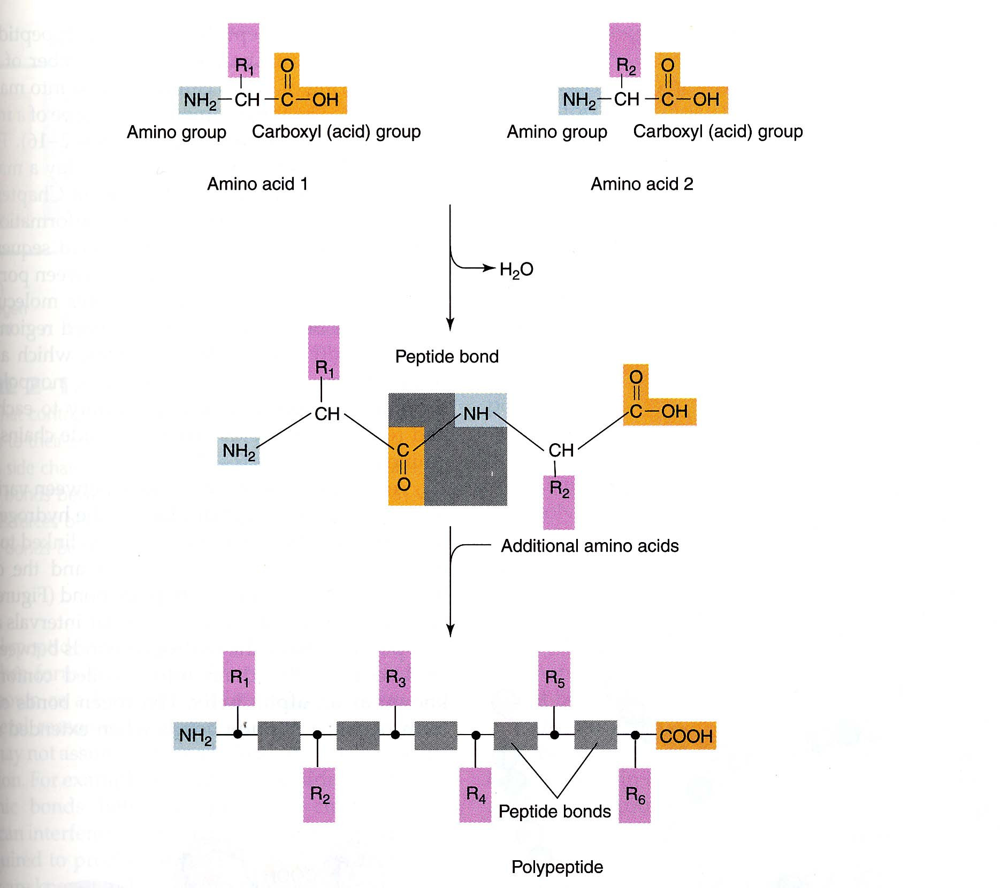 R1
O
NH2 CH C OH
Amino group Carboxyl (acid) group
Amino acid 1
R2
O
NH2 CH C OH
Amino group Carboxyl (acid) group
Amino acid 2
H2O
Peptide bond
R1
CH
NH2
C
O
NH
CH
R2
O
C OH
Additional amino acids
R1 R3 R5
NH2 COOH
R2 R4 R6
Peptide bonds
Polypeptide